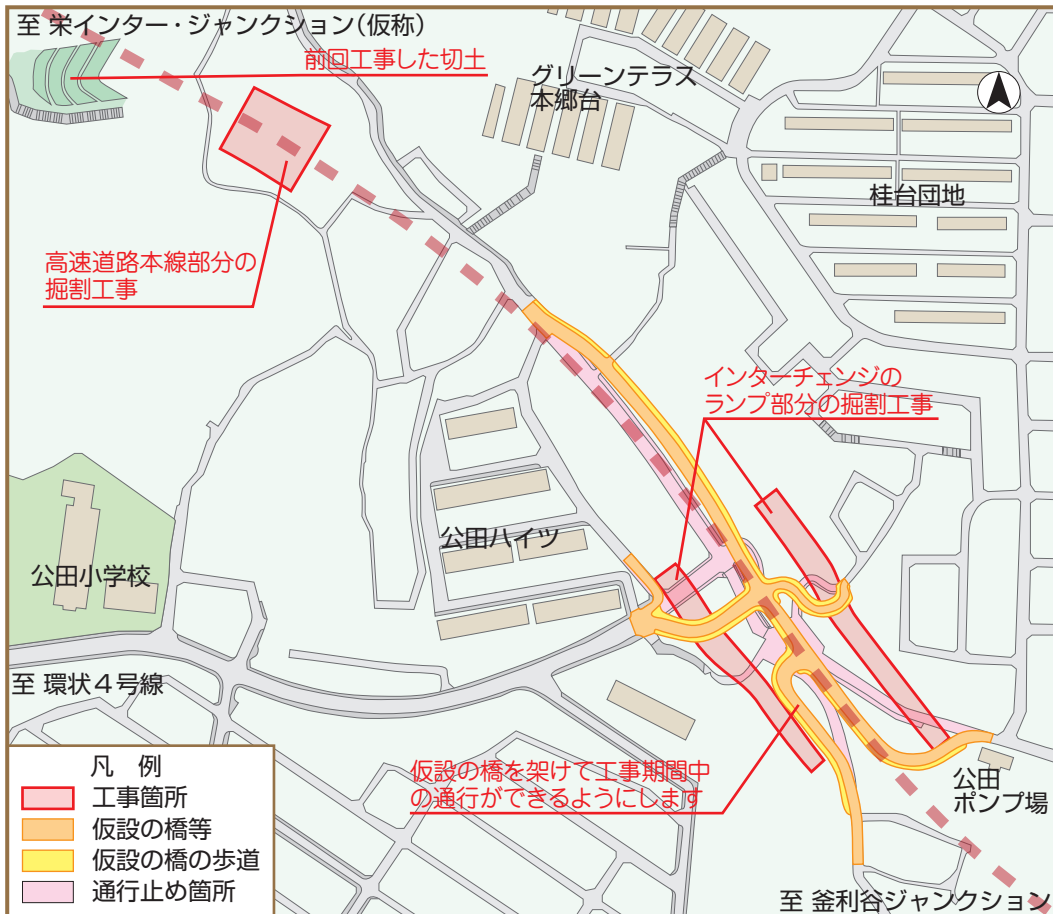 至 栄インター・ジャンクション(仮称)
前回工事した切土
グリーンテラス
本郷台
桂台団地
高速道路本線部分の
掘割工事
インターチェンジの
ランプ部分の掘割工事
公田ハイツ
公田小学校
至 環状4号線
仮設の橋を架けて工事期間中
の通行ができるようにします
公田
ポンプ場
凡 例
工事箇所
仮設の橋等
仮設の橋の歩道
通行止め箇所
至 釜利谷ジャンクション